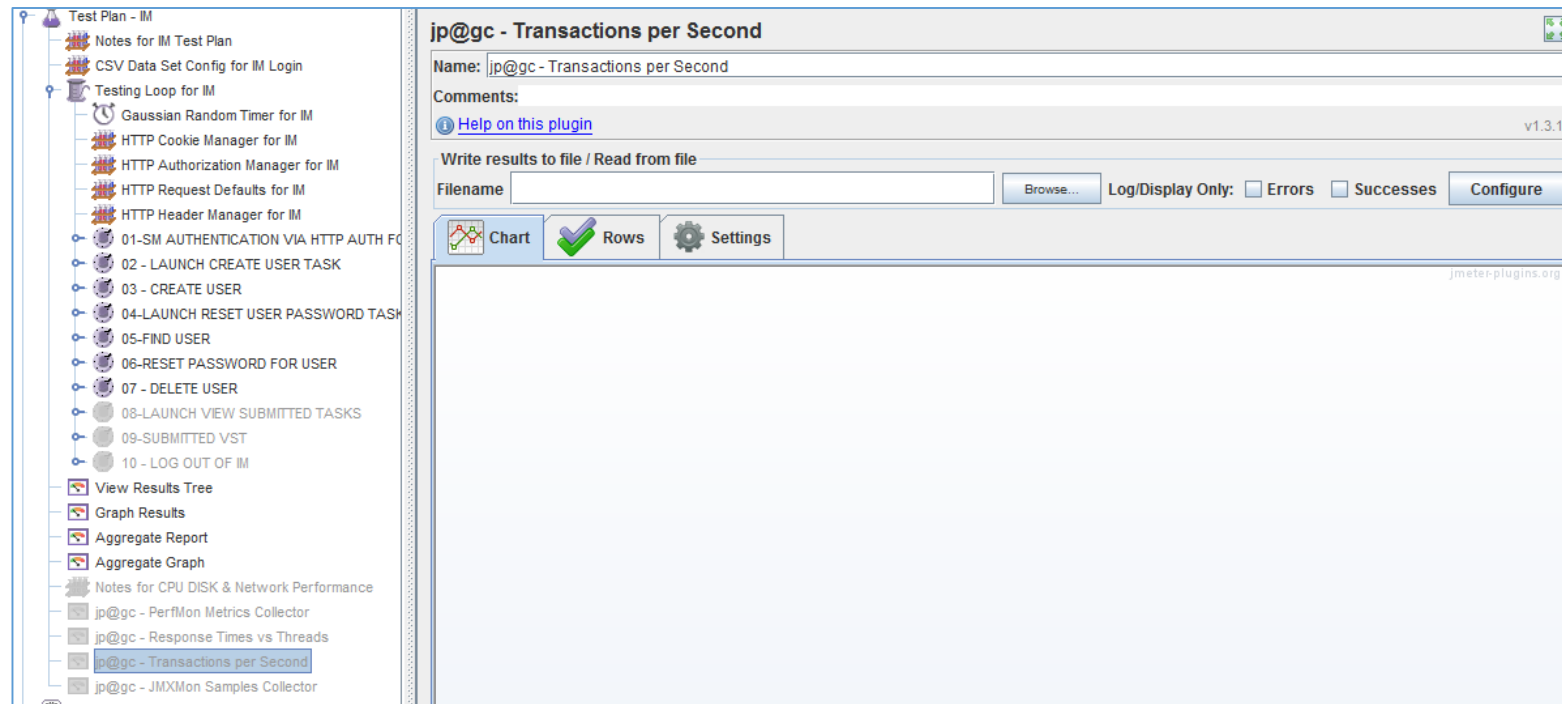 Test Plan - IM
Notes for IM Test Plan
CSV Data Set Config for IM Login
Testing Loop for IM
Gaussian Random Timer for IM
HTTP Cookie Manager for IM
HTTP Authorization Manager for IM
HTTP Request Defaults for IM
HTTP Header Manager for IM
01-SM AUTHENTICATION VIA HTTP AUTH FO
02 - LAUNCH CREATE USER TASK
03 - CREATE USER
04-LAUNCH RESET USER PASSWORD TASK
05-FIND USER
06-RESET PASSWORD FOR USER
07 - DELETE USER
08-LAUNCH VIEW SUBMITTED TASKS
09-SUBMITTED VST
10 - LOG OUT OF IM
View Results Tree
Graph Results
Aggregate Report
Aggregate Graph
Notes for CPU DISK & Network Performance
jp@gc - PerfMon Metrics Collector
jp@gc - Response Times vs Threads
jp@gc - Transactions per Second
jp@gc - JMXMon Samples Collector
jp@gc - Transactions per Second
Name: jp@gc - Transactions per Second
Comments:
Help on this plugin v1.3.1
Write results to file / Read from file
Filename Browse... Log/Display Only: Errors Successes Configure
Chart Rows Settings
jmeter-plugins.org